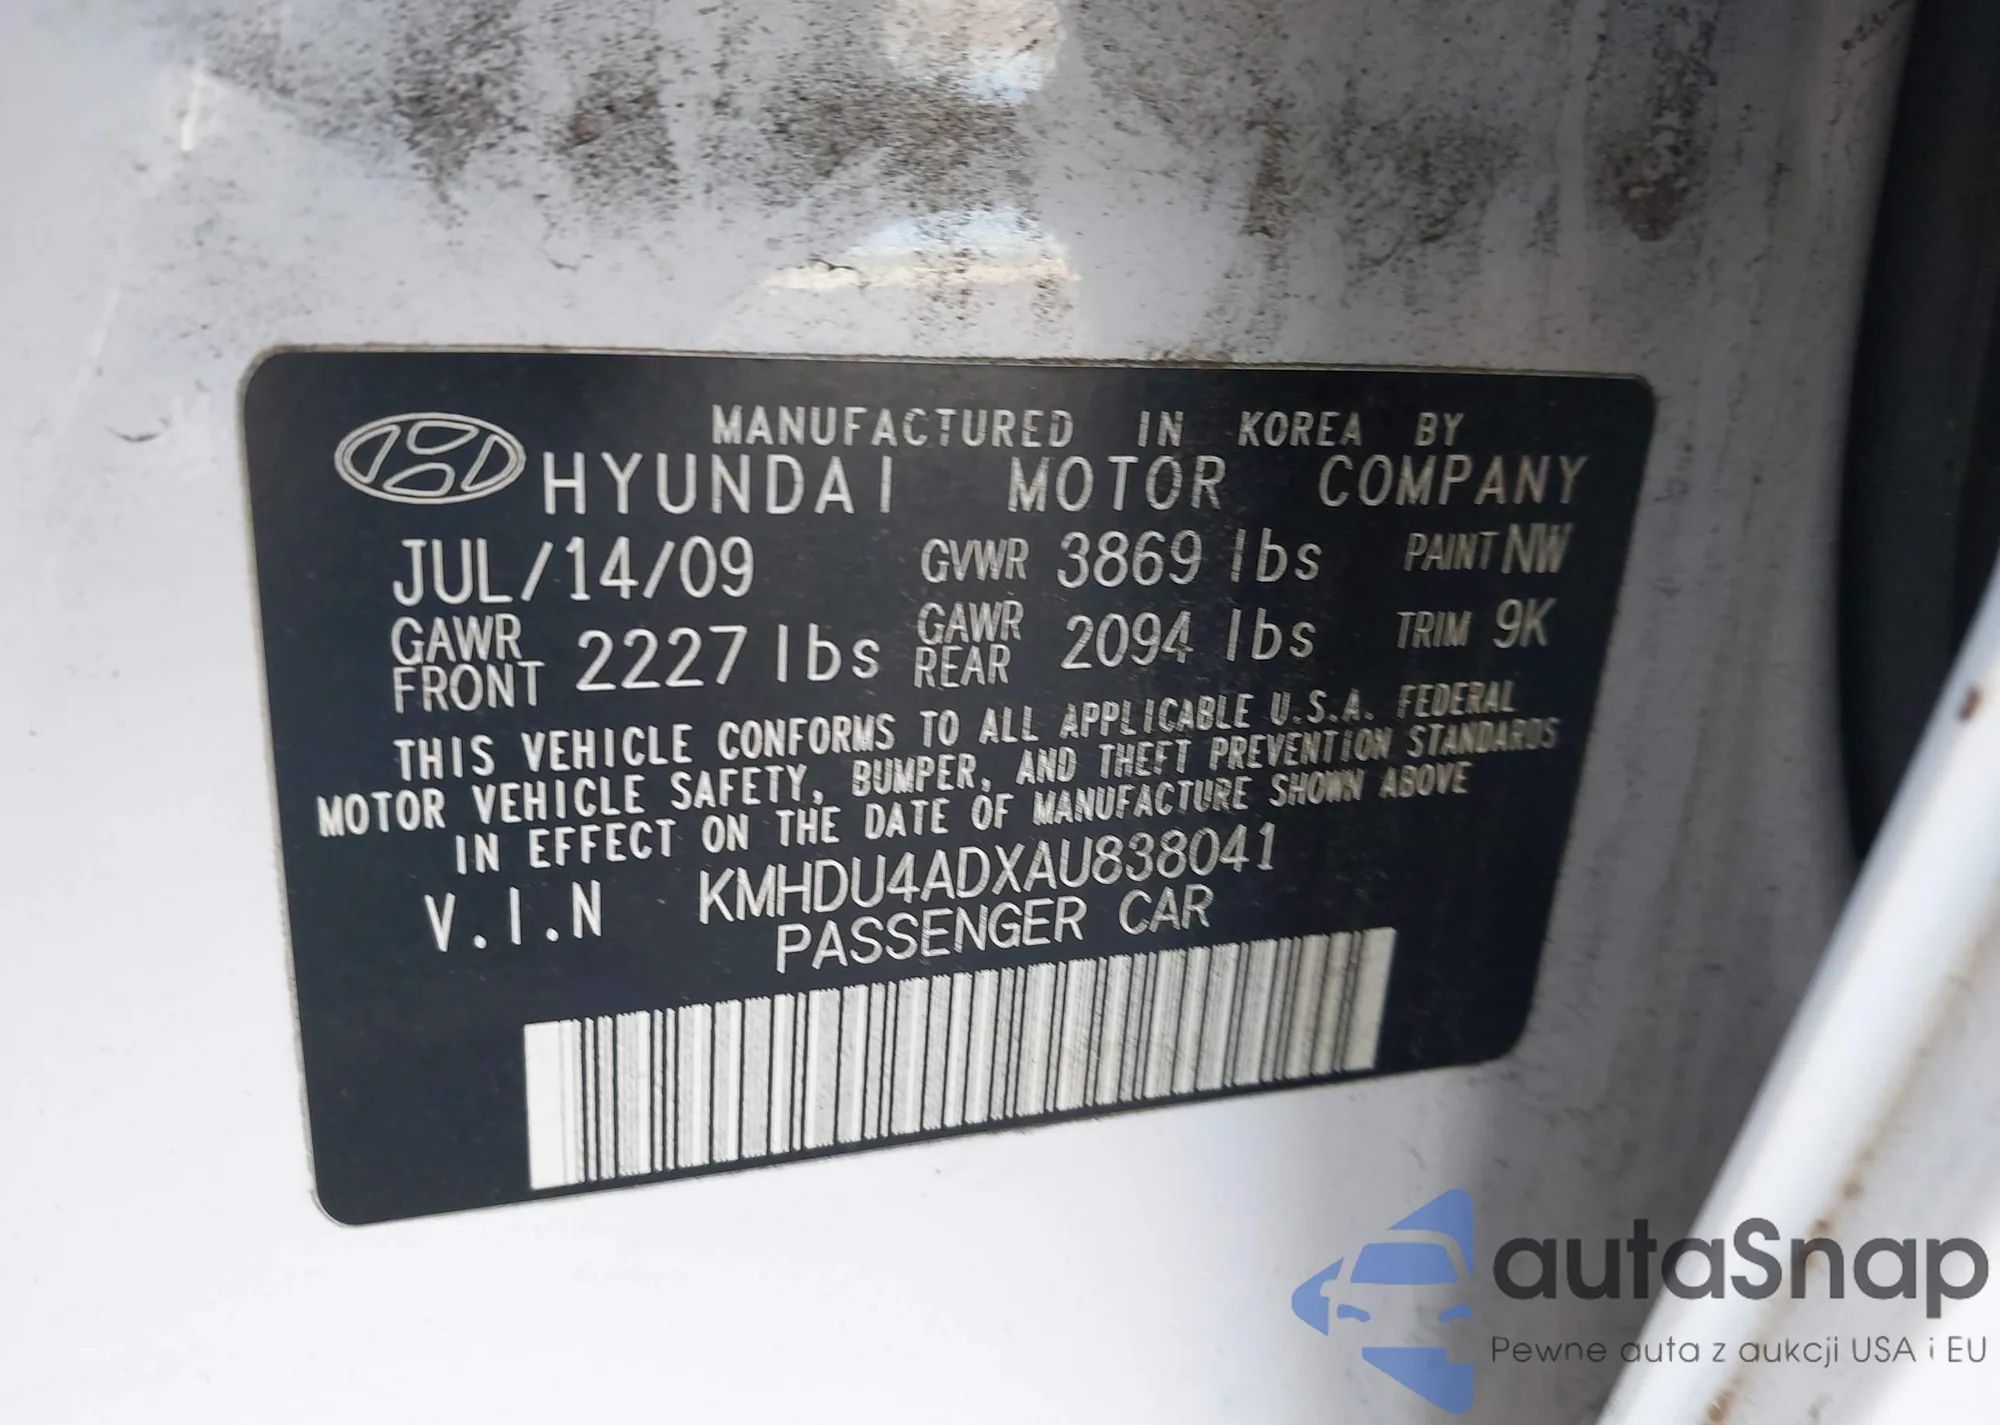 MANUFACTURED IN KOREA BY
HYUNDAI MOTOR COMPANY
JUL/14/09 GVWR 3869 lbs PAINT NW
GAWR FRONT 2227 lbs GAWR REAR 2094 lbs TRIM 9K
THIS VEHICLE CONFORMS TO ALL APPLICABLE U.S.A. FEDERAL
MOTOR VEHICLE SAFETY, BUMPER, AND THEFT PREVENTION STANDARDS
IN EFFECT ON THE DATE OF MANUFACTURE SHOWN ABOVE
V.I.N KMHDU4ADXAU838041
PASSENGER CAR
autaSnap
Pewne auta z aukcji USA i EU